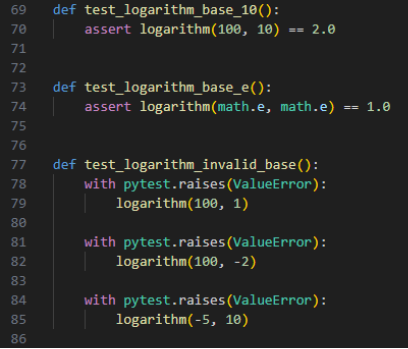 69 def test_logarithm_base_10():
70     assert logarithm(100, 10) == 2.0
71
72
73 def test_logarithm_base_e():
74     assert logarithm(math.e, math.e) == 1.0
75
76
77 def test_logarithm_invalid_base():
78     with pytest.raises(ValueError):
79         logarithm(100, 1)
80
81     with pytest.raises(ValueError):
82         logarithm(100, -2)
83
84     with pytest.raises(ValueError):
85         logarithm(-5, 10)
86